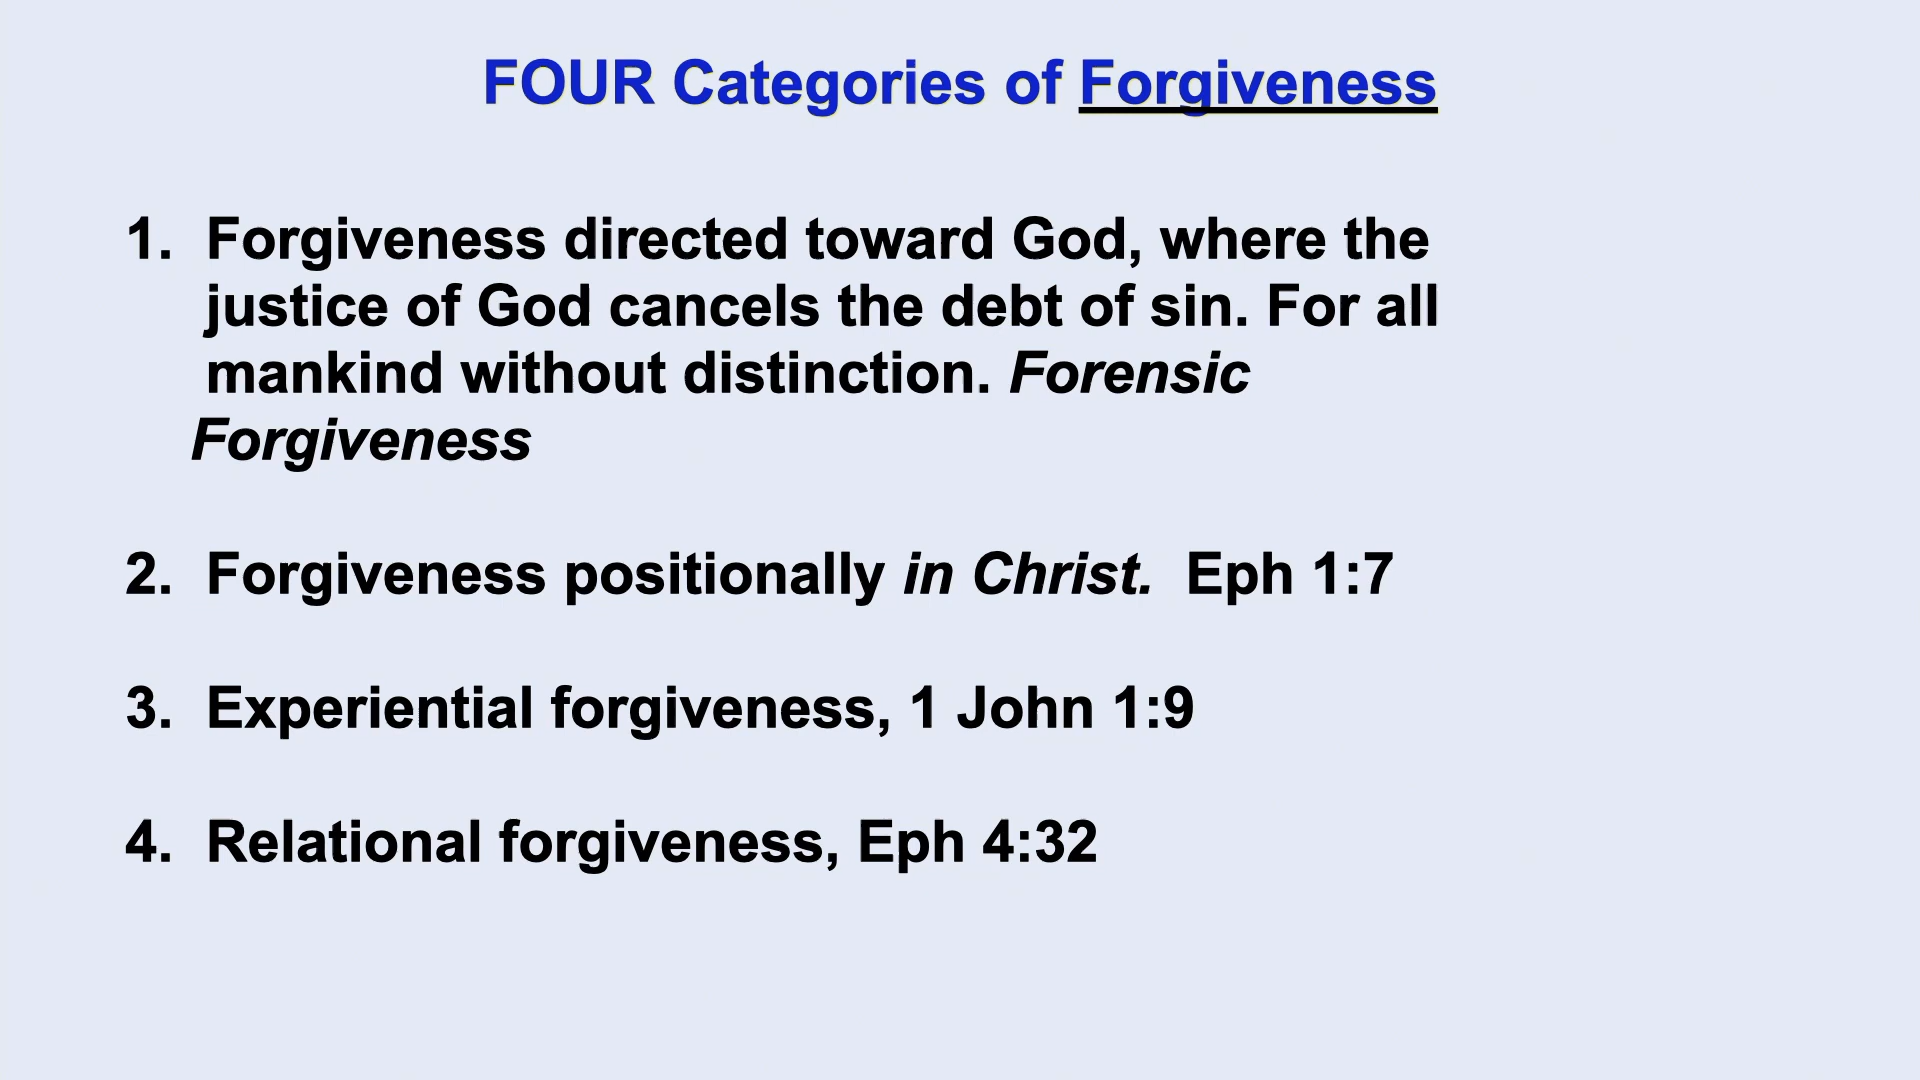 FOUR Categories of Forgiveness
1. Forgiveness directed toward God, where the
justice of God cancels the debt of sin. For all
mankind without distinction. Forensic
Forgiveness
2. Forgiveness positionally in Christ. Eph 1:7
3. Experiential forgiveness, 1 John 1:9
4. Relational forgiveness, Eph 4:32